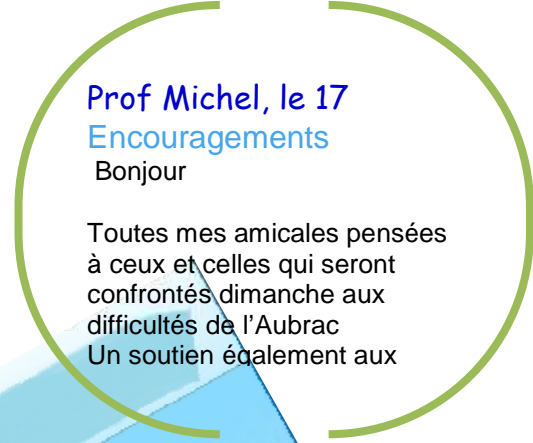 Prof Michel, le 17
Encouragements
Bonjour
Toutes mes amicales pensées
à ceux et celles qui seront
confrontés dimanche aux
difficultés de l'Aubrac
Un soutien également aux